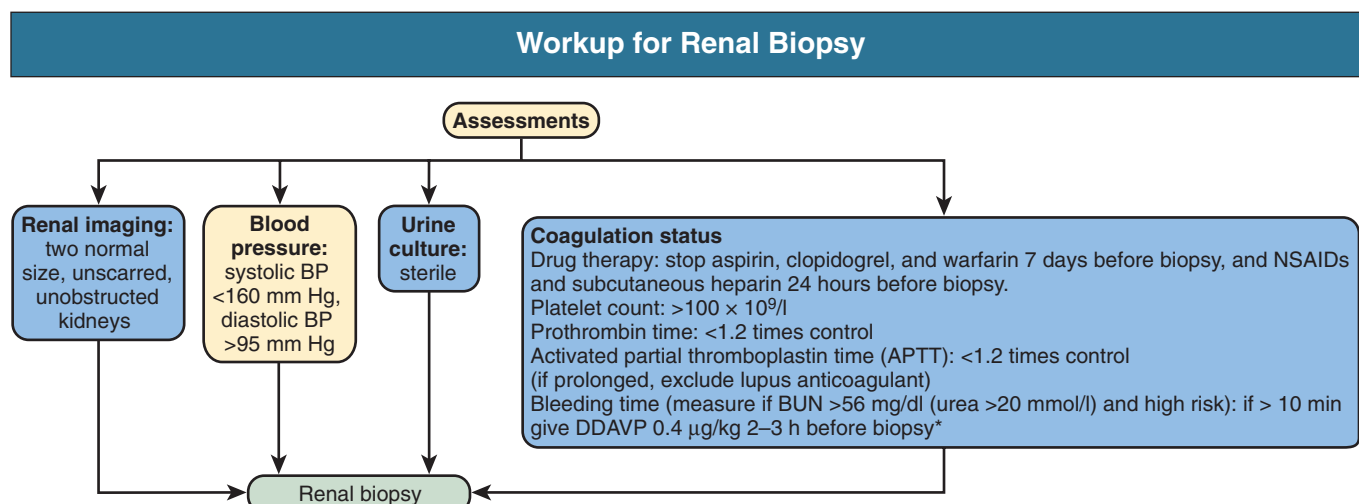 Workup for Renal Biopsy
Assessments
Renal imaging:
two normal
size, unscarred,
unobstructed
kidneys
Blood
pressure:
systolic BP
<160 mm Hg,
diastolic BP
>95 mm Hg
Urine
culture:
sterile
Coagulation status
Drug therapy: stop aspirin, clopidogrel, and warfarin 7 days before biopsy, and NSAIDs
and subcutaneous heparin 24 hours before biopsy.
Platelet count: >100 × 10⁹/l
Prothrombin time: <1.2 times control
Activated partial thromboplastin time (APTT): <1.2 times control
(if prolonged, exclude lupus anticoagulant)
Bleeding time (measure if BUN >56 mg/dl (urea >20 mmol/l) and high risk): if > 10 min
give DDAVP 0.4 μg/kg 2–3 h before biopsy*
Renal biopsy